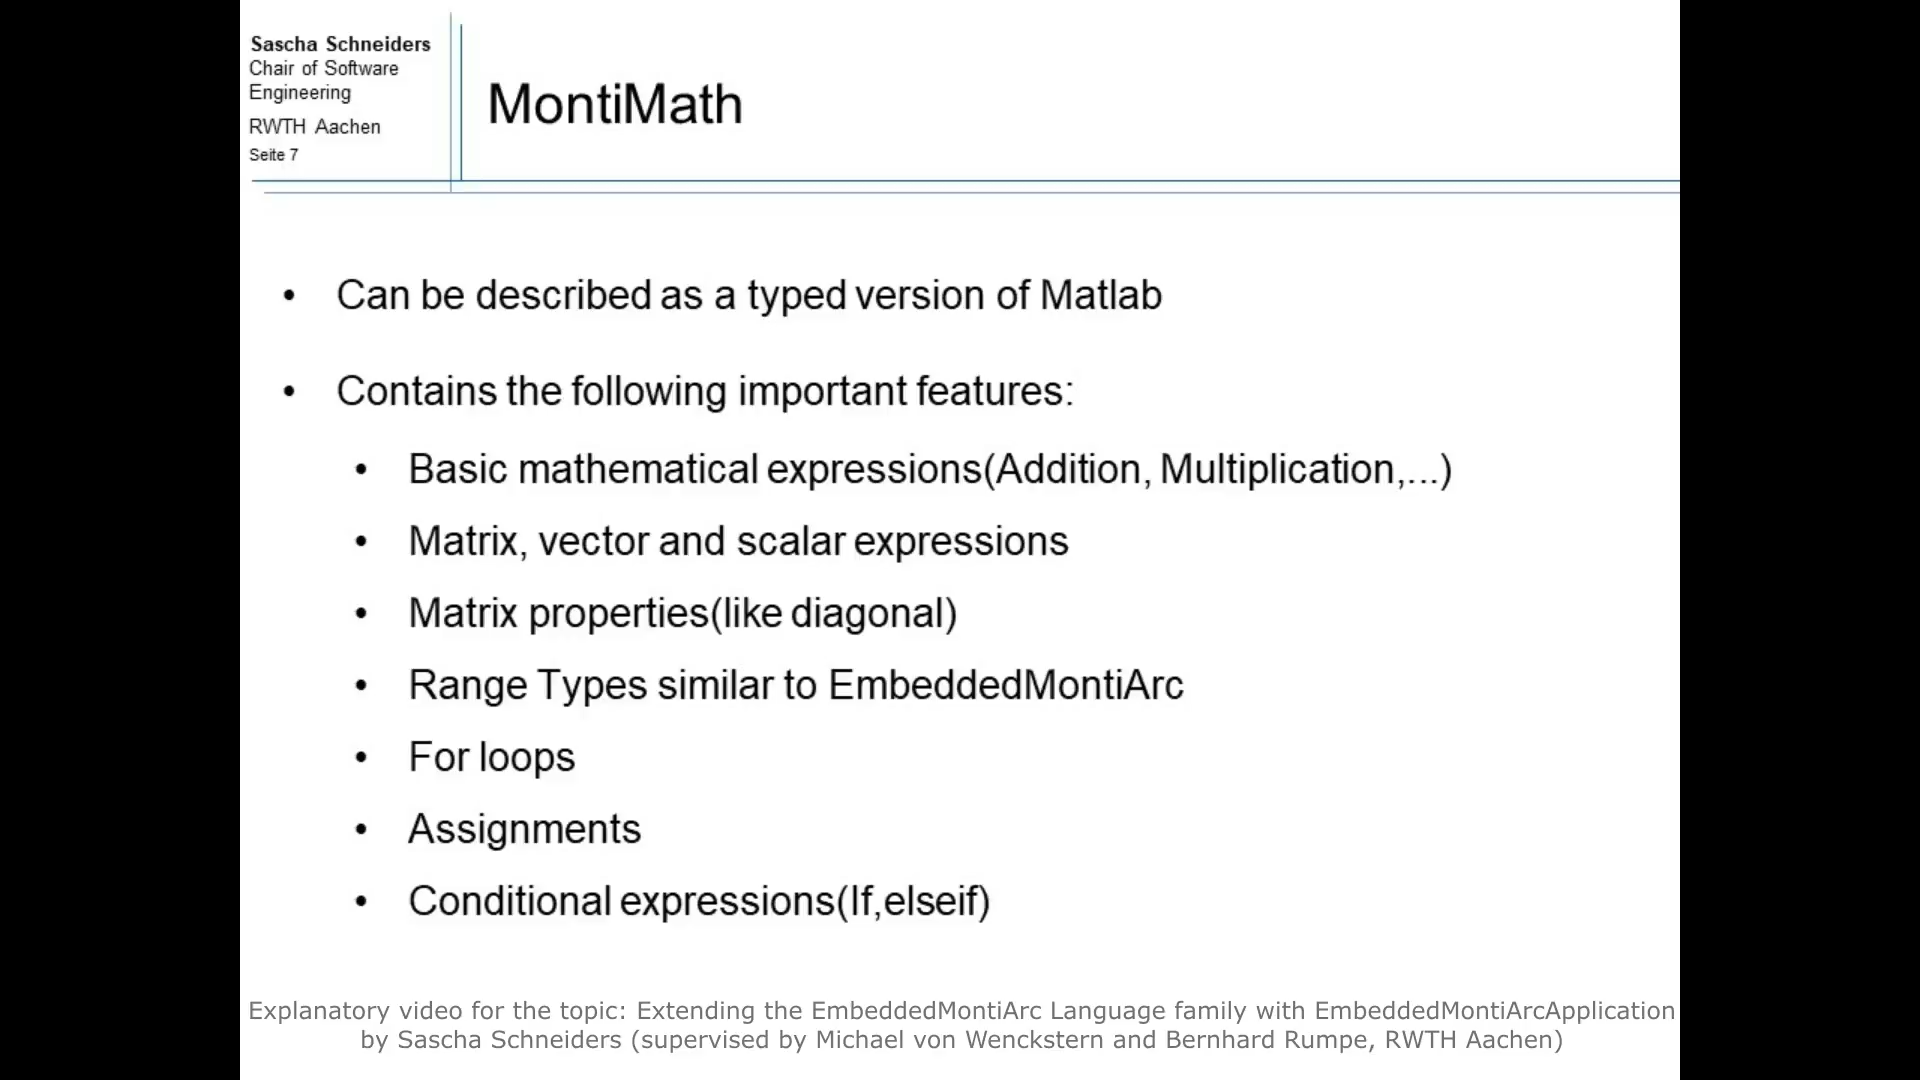 Sascha Schneiders
Chair of Software
Engineering
RWTH Aachen
Seite 7
MontiMath
• Can be described as a typed version of Matlab
• Contains the following important features:
• Basic mathematical expressions(Addition, Multiplication,...)
• Matrix, vector and scalar expressions
• Matrix properties(like diagonal)
• Range Types similar to EmbeddedMontiArc
• For loops
• Assignments
• Conditional expressions(If,elseif)
Explanatory video for the topic: Extending the EmbeddedMontiArc Language family with EmbeddedMontiArcApplication
by Sascha Schneiders (supervised by Michael von Wenckstern and Bernhard Rumpe, RWTH Aachen)